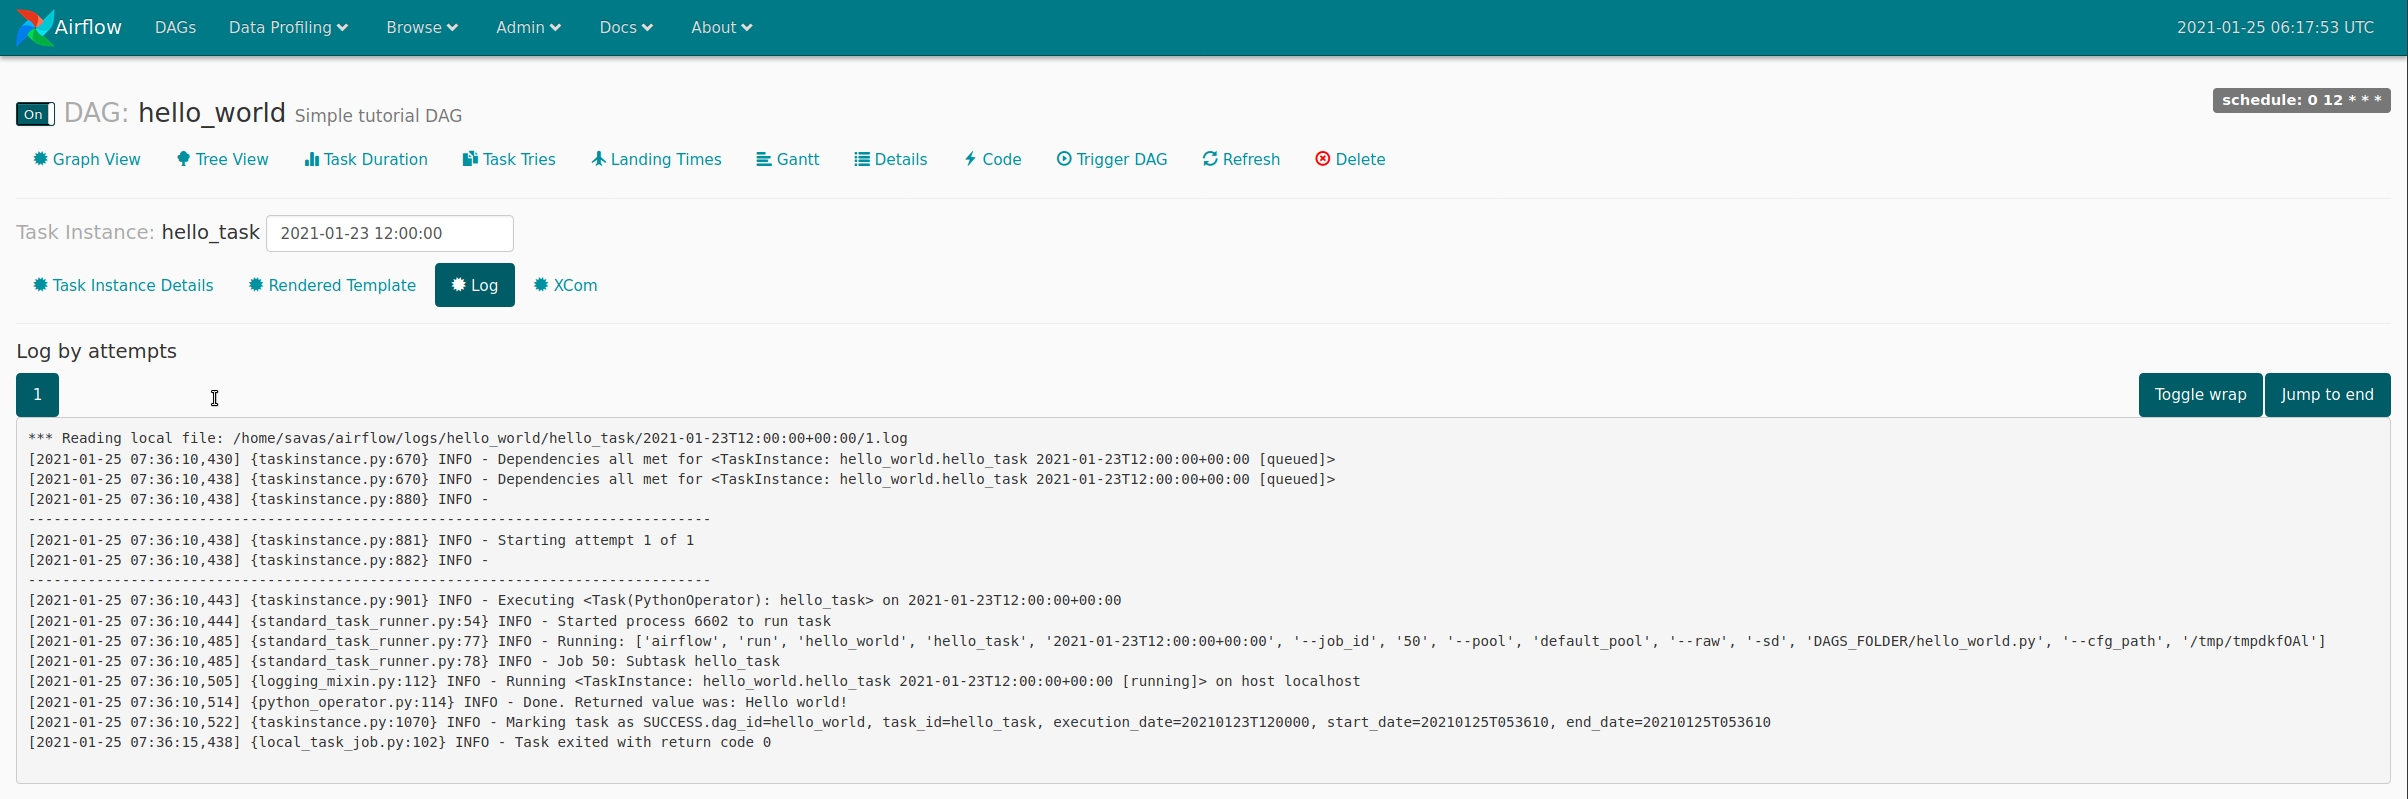 Airflow DAGs Data Profiling Browse Admin Docs About 2021-01-25 06:17:53 UTC
On DAG: hello_world Simple tutorial DAG schedule: 0 12 * * *
Graph View Tree View Task Duration Task Tries Landing Times Gantt Details Code Trigger DAG Refresh Delete
Task Instance: hello_task 2021-01-23 12:00:00
Task Instance Details Rendered Template Log XCom
Log by attempts
1 Toggle wrap Jump to end
*** Reading local file: /home/savas/airflow/logs/hello_world/hello_task/2021-01-23T12:00:00+00:00/1.log
[2021-01-25 07:36:10,430] {taskinstance.py:670} INFO - Dependencies all met for <TaskInstance: hello_world.hello_task 2021-01-23T12:00:00+00:00 [queued]>
[2021-01-25 07:36:10,438] {taskinstance.py:670} INFO - Dependencies all met for <TaskInstance: hello_world.hello_task 2021-01-23T12:00:00+00:00 [queued]>
[2021-01-25 07:36:10,438] {taskinstance.py:880} INFO -
--------------------------------------------------------------------------------
[2021-01-25 07:36:10,438] {taskinstance.py:881} INFO - Starting attempt 1 of 1
[2021-01-25 07:36:10,438] {taskinstance.py:882} INFO -
--------------------------------------------------------------------------------
[2021-01-25 07:36:10,443] {taskinstance.py:901} INFO - Executing <Task(PythonOperator): hello_task> on 2021-01-23T12:00:00+00:00
[2021-01-25 07:36:10,444] {standard_task_runner.py:54} INFO - Started process 6602 to run task
[2021-01-25 07:36:10,485] {standard_task_runner.py:77} INFO - Running: ['airflow', 'run', 'hello_world', 'hello_task', '2021-01-23T12:00:00+00:00', '--job_id', '50', '--pool', 'default_pool', '--raw', '-sd', 'DAGS_FOLDER/hello_world.py', '--cfg_path', '/tmp/tmpdkfOAl']
[2021-01-25 07:36:10,485] {standard_task_runner.py:78} INFO - Job 50: Subtask hello_task
[2021-01-25 07:36:10,505] {logging_mixin.py:112} INFO - Running <TaskInstance: hello_world.hello_task 2021-01-23T12:00:00+00:00 [running]> on host localhost
[2021-01-25 07:36:10,514] {python_operator.py:114} INFO - Done. Returned value was: Hello world!
[2021-01-25 07:36:10,522] {taskinstance.py:1070} INFO - Marking task as SUCCESS.dag_id=hello_world, task_id=hello_task, execution_date=20210123T120000, start_date=20210125T053610, end_date=20210125T053610
[2021-01-25 07:36:15,438] {local_task_job.py:102} INFO - Task exited with return code 0